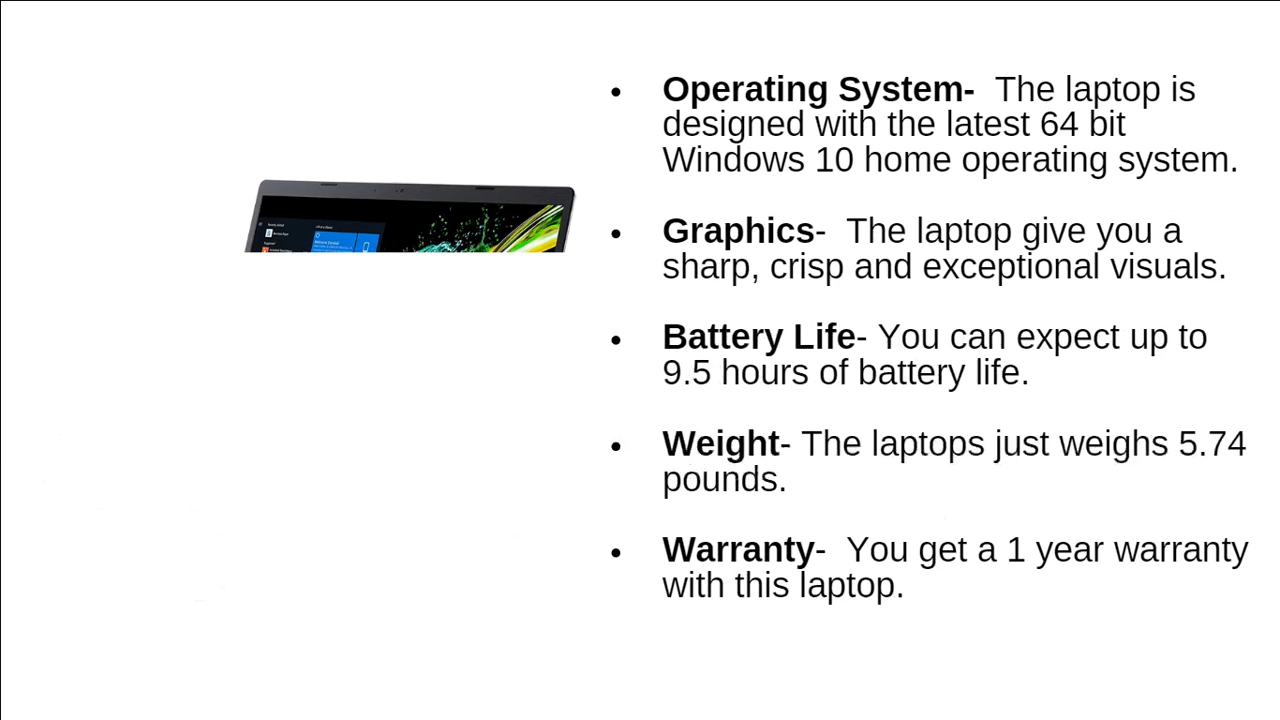 • Operating System- The laptop is
designed with the latest 64 bit
Windows 10 home operating system.
• Graphics- The laptop give you a
sharp, crisp and exceptional visuals.
• Battery Life- You can expect up to
9.5 hours of battery life.
• Weight- The laptops just weighs 5.74
pounds.
• Warranty- You get a 1 year warranty
with this laptop.